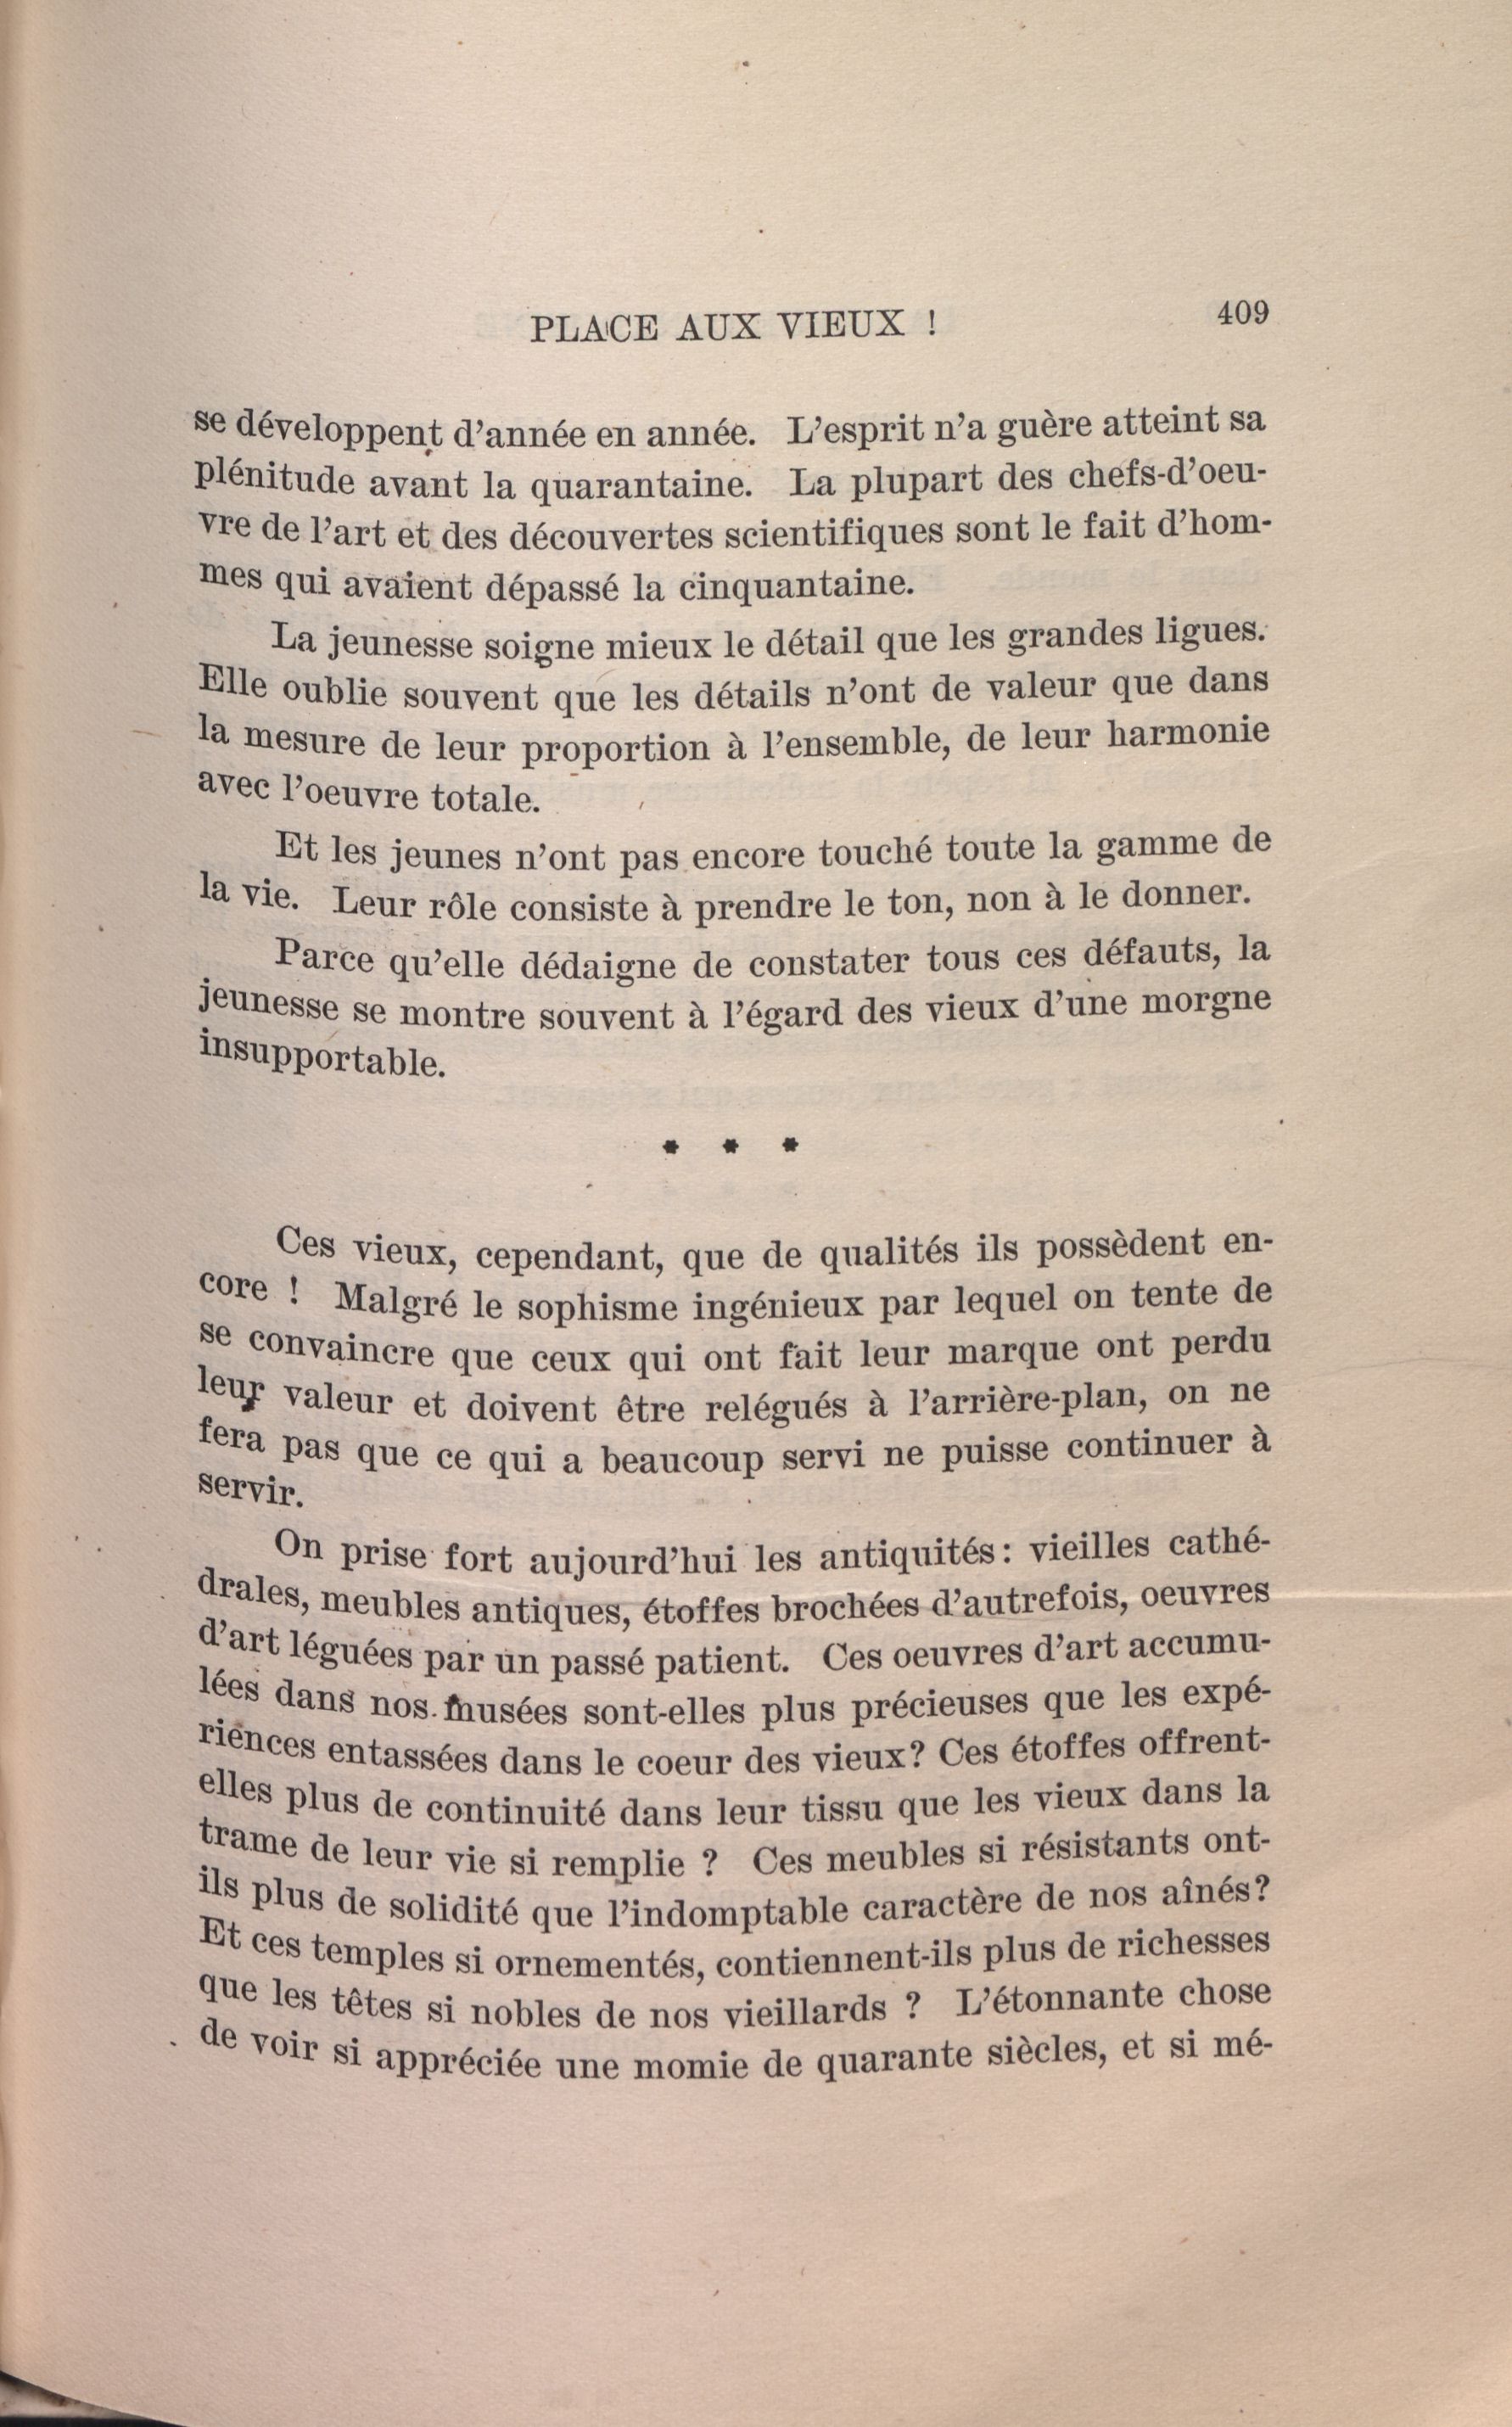 PLACE AUX VIEUX ! 409
se développent d'année en année. L'esprit n'a guère atteint sa
plénitude avant la quarantaine. La plupart des chefs-d'oeu-
vre de l'art et des découvertes scientifiques sont le fait d'hom-
mes qui avaient dépassé la cinquantaine.
La jeunesse soigne mieux le détail que les grandes ligues.
Elle oublie souvent que les détails n'ont de valeur que dans
la mesure de leur proportion à l'ensemble, de leur harmonie
avec l'oeuvre totale.
Et les jeunes n'ont pas encore touché toute la gamme de
la vie. Leur rôle consiste à prendre le ton, non à le donner.
Parce qu'elle dédaigne de constater tous ces défauts, la
jeunesse se montre souvent à l'égard des vieux d'une morgne
insupportable.
* * *
Ces vieux, cependant, que de qualités ils possèdent en-
core ! Malgré le sophisme ingénieux par lequel on tente de
se convaincre que ceux qui ont fait leur marque ont perdu
leur valeur et doivent être relégués à l'arrière-plan, on ne
fera pas que ce qui a beaucoup servi ne puisse continuer à
servir.
On prise fort aujourd'hui les antiquités: vieilles cathé-
drales, meubles antiques, étoffes brochées d'autrefois, oeuvres
d'art léguées par un passé patient. Ces oeuvres d'art accumu-
lées dans nos musées sont-elles plus précieuses que les expé-
riences entassées dans le coeur des vieux? Ces étoffes offrent-
elles plus de continuité dans leur tissu que les vieux dans la
trame de leur vie si remplie ? Ces meubles si résistants ont-
ils plus de solidité que l'indomptable caractère de nos aînés?
Et ces temples si ornementés, contiennent-ils plus de richesses
que les têtes si nobles de nos vieillards ? L'étonnante chose
de voir si appréciée une momie de quarante siècles, et si mé-